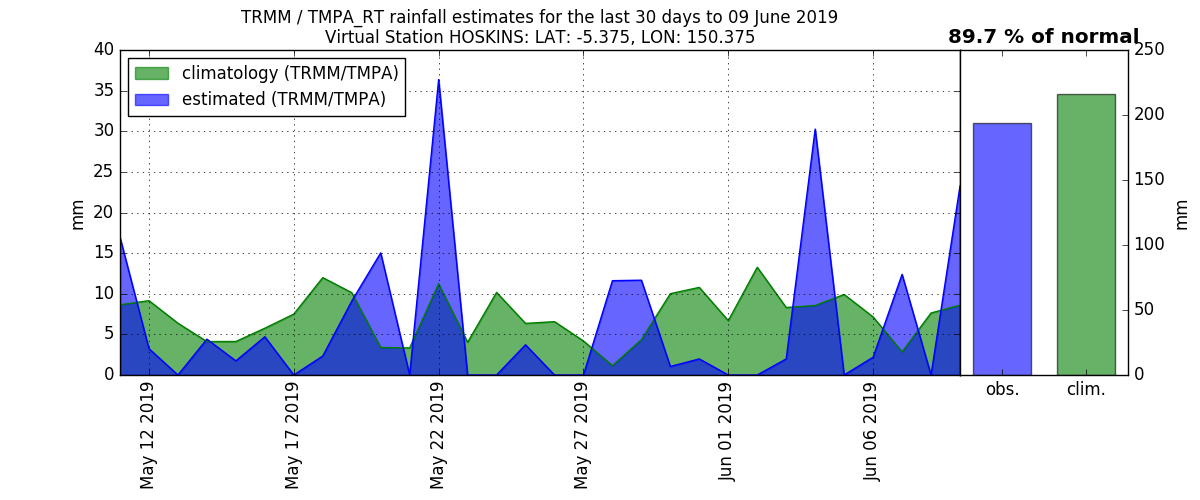 TRMM / TMPA_RT rainfall estimates for the last 30 days to 09 June 2019
Virtual Station HOSKINS: LAT: -5.375, LON: 150.375
89.7 % of normal
climatology (TRMM/TMPA)
estimated (TRMM/TMPA)
40
35
30
25
20
15
10
5
0
mm
May 12 2019
May 17 2019
May 22 2019
May 27 2019
Jun 01 2019
Jun 06 2019
250
200
150
100
50
0
mm
obs.
clim.